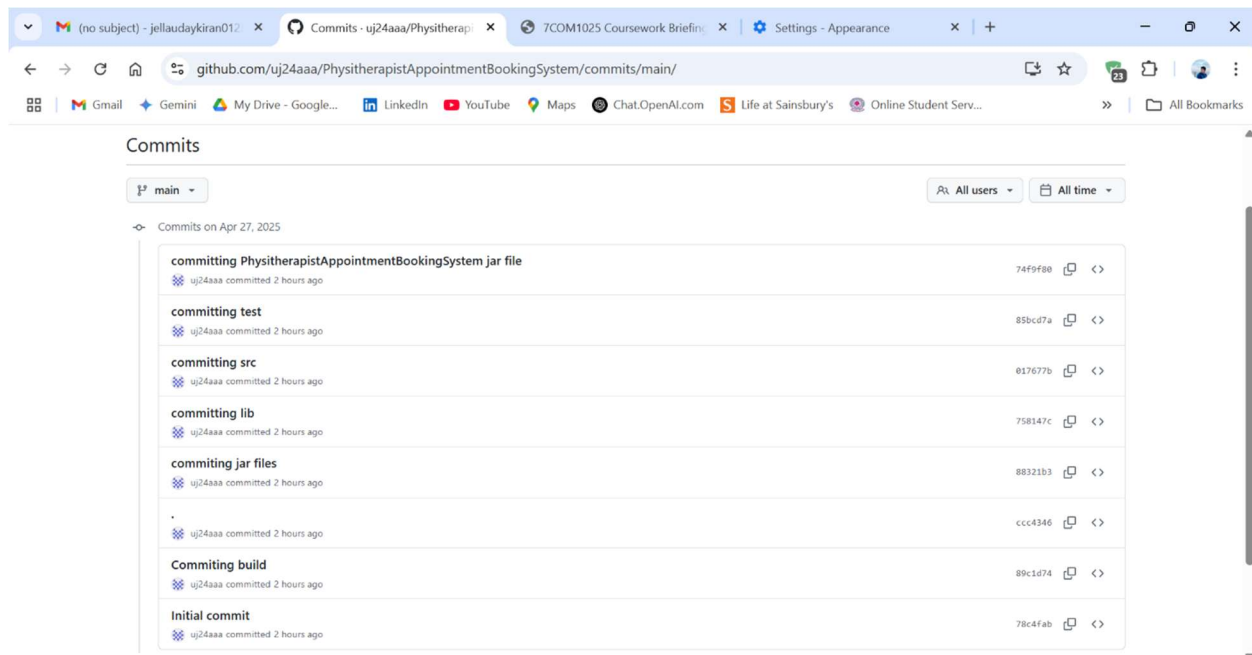 (no subject) - jellaudaykiran012
Commits · uj24aaa/Physitherap
7COM1025 Coursework Briefing
Settings - Appearance
github.com/uj24aaa/PhysitherapistAppointmentBookingSystem/commits/main/
23
Gmail
Gemini
My Drive - Google...
LinkedIn
YouTube
Maps
Chat.OpenAI.com
Life at Sainsbury's
Online Student Serv...
All Bookmarks
Commits
main
All users
All time
Commits on Apr 27, 2025
committing PhysitherapistAppointmentBookingSystem jar file
uj24aaa committed 2 hours ago
74f9f80
committing test
uj24aaa committed 2 hours ago
85bcd7a
committing src
uj24aaa committed 2 hours ago
017677b
committing lib
uj24aaa committed 2 hours ago
758147c
commiting jar files
uj24aaa committed 2 hours ago
88321b3
.
uj24aaa committed 2 hours ago
ccc4346
Commiting build
uj24aaa committed 2 hours ago
89c1d74
Initial commit
uj24aaa committed 2 hours ago
78c4fab